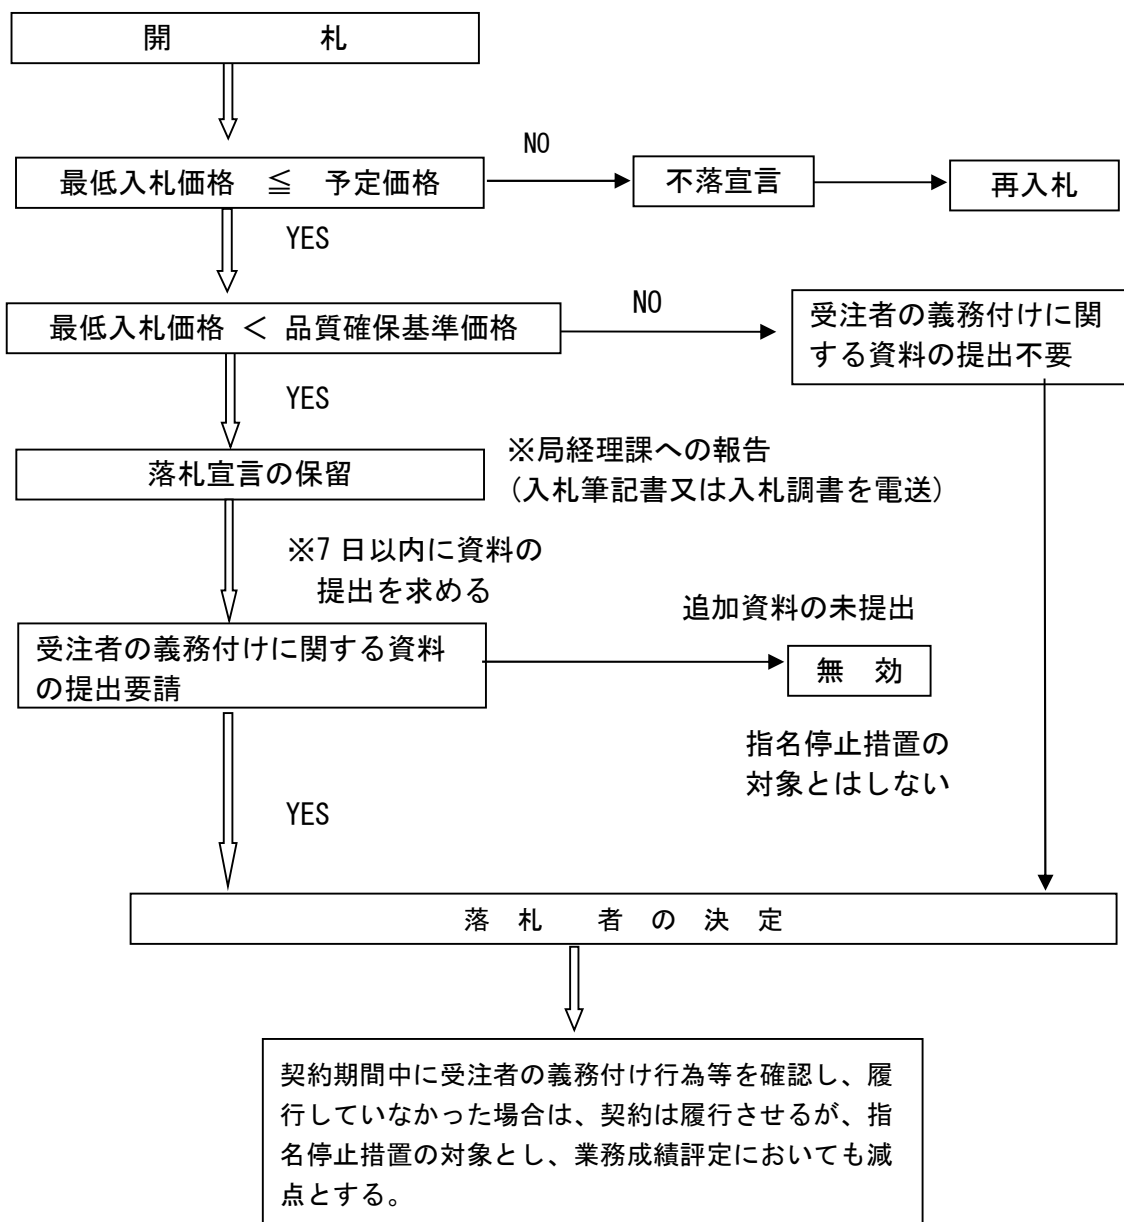 開 札
NO
最低入札価格 ≦ 予定価格
不落宣言
再入札
YES
NO
最低入札価格 < 品質確保基準価格
受注者の義務付けに関
する資料の提出不要
YES
落札宣言の保留
※局経理課への報告
(入札筆記書又は入札調書を電送)
※7 日以内に資料の
提出を求める
追加資料の未提出
受注者の義務付けに関する資料
の提出要請
無 効
指名停止措置の
対象とはしない
YES
落 札 者 の 決 定
契約期間中に受注者の義務付け行為等を確認し、履
行していなかった場合は、契約は履行させるが、指
名停止措置の対象とし、業務成績評定においても減
点とする。